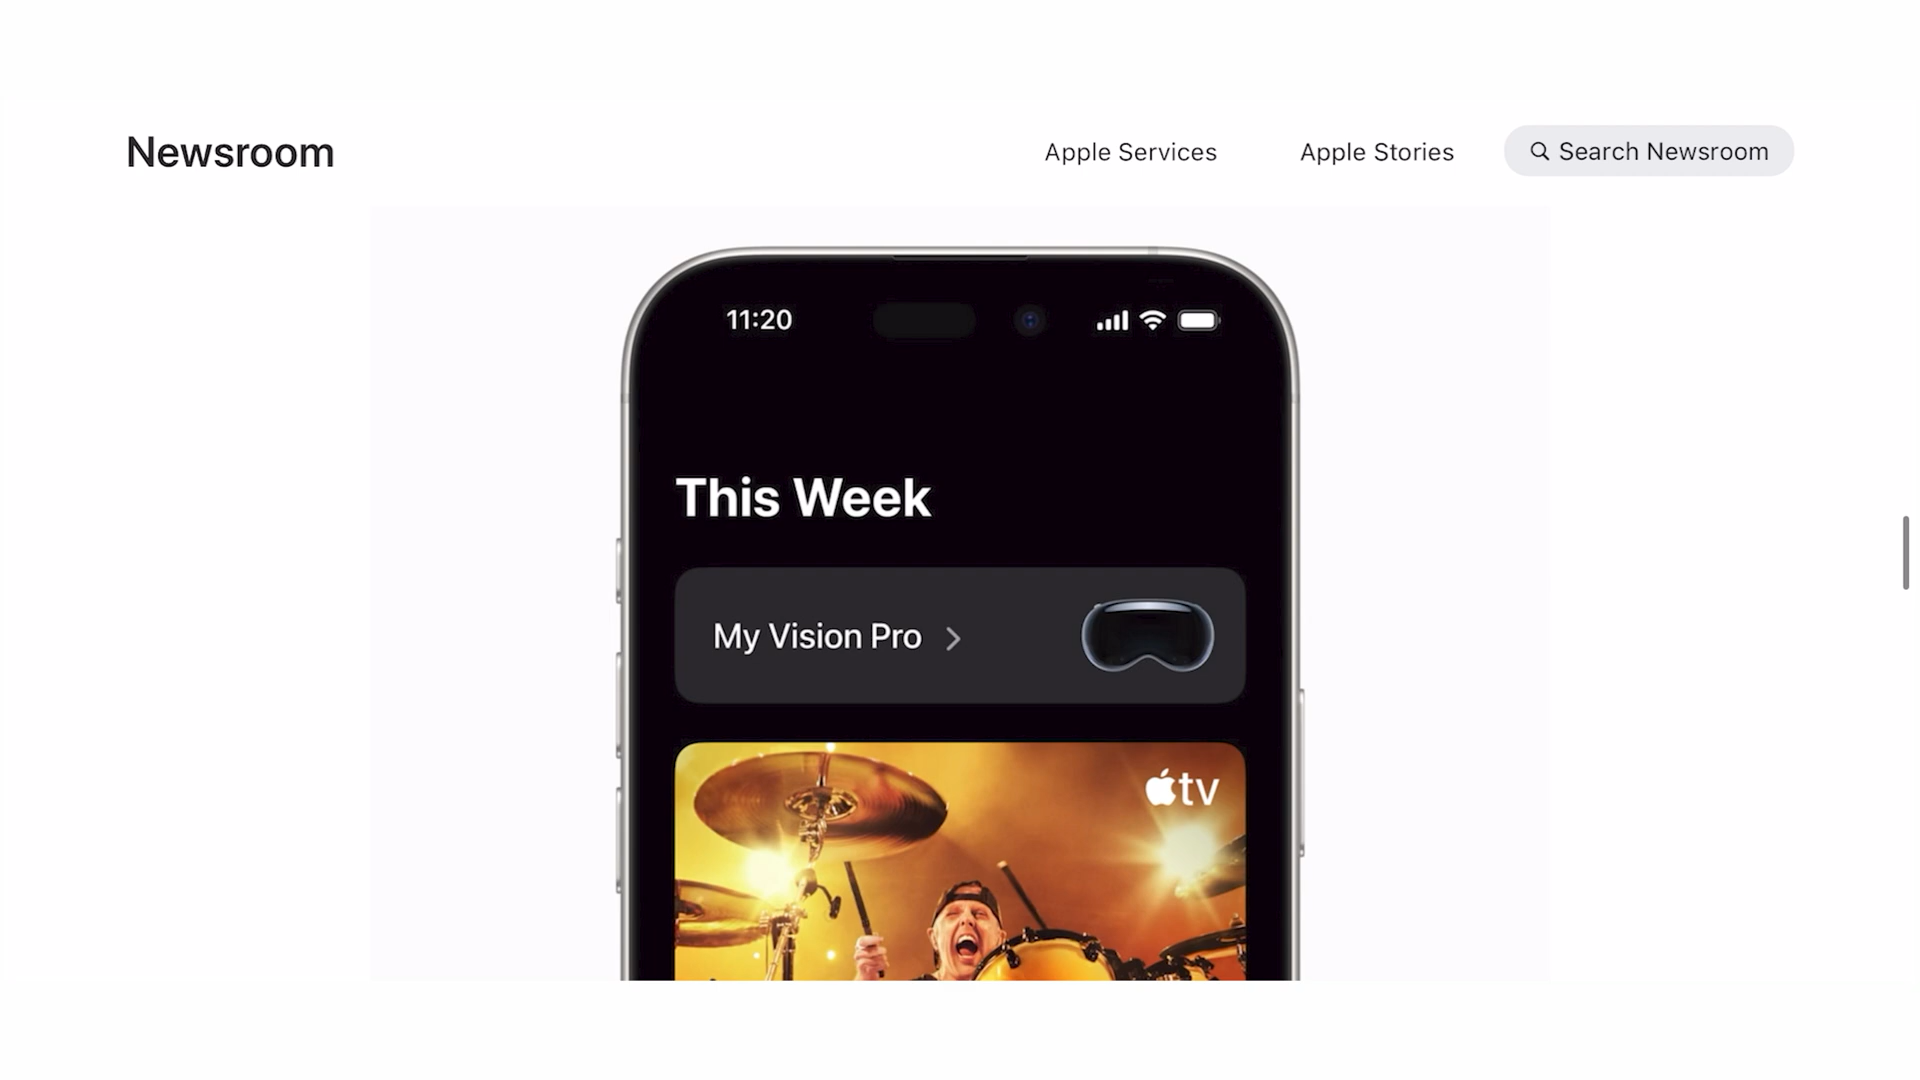 Newsroom
Apple Services
Apple Stories
Search Newsroom
11:20
This Week
My Vision Pro
tv